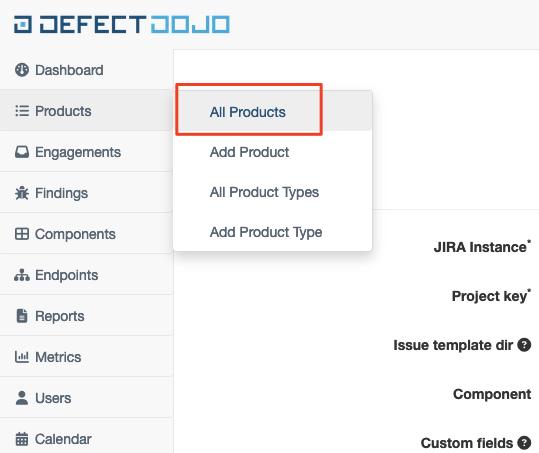 DEFECTDOJO
Dashboard
Products
Engagements
Findings
Components
Endpoints
Reports
Metrics
Users
Calendar
All Products
Add Product
All Product Types
Add Product Type
JIRA Instance*
Project key*
Issue template dir ?
Component
Custom fields ?